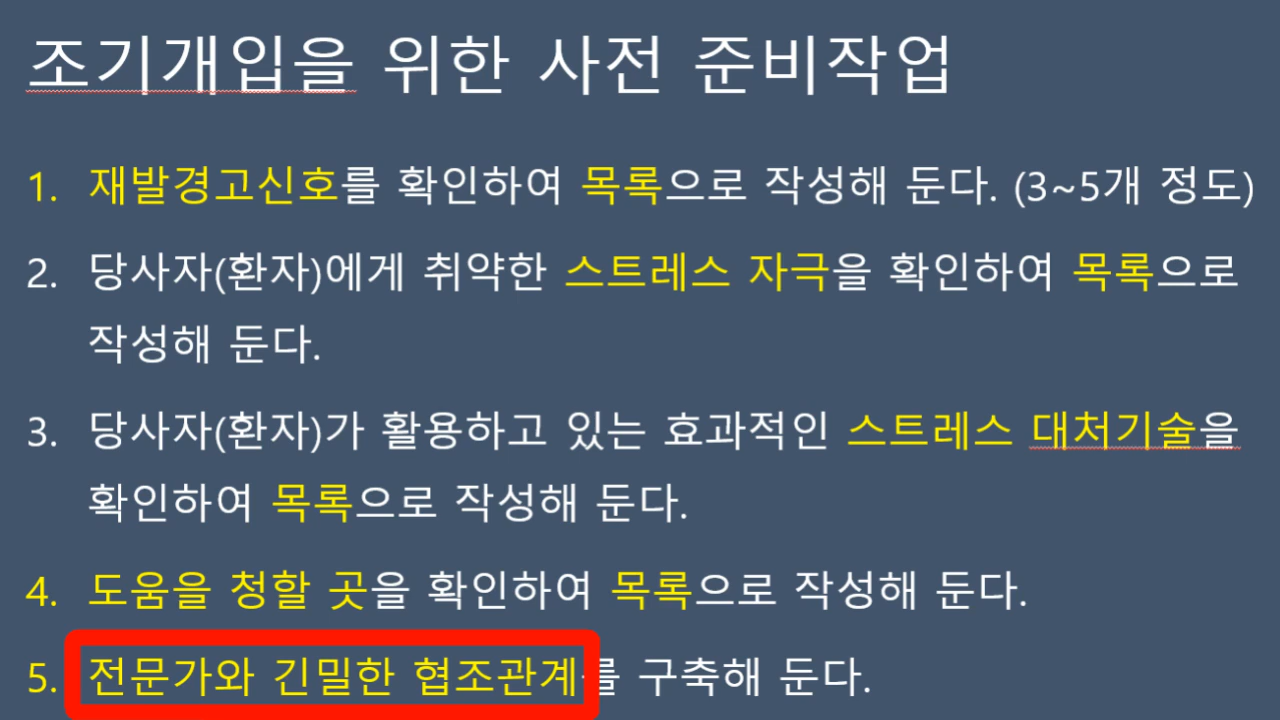 조기개입을 위한 사전 준비작업
1. 재발경고신호를 확인하여 목록으로 작성해 둔다. (3~5개 정도)
2. 당사자(환자)에게 취약한 스트레스 자극을 확인하여 목록으로
작성해 둔다.
3. 당사자(환자)가 활용하고 있는 효과적인 스트레스 대처기술을
확인하여 목록으로 작성해 둔다.
4. 도움을 청할 곳을 확인하여 목록으로 작성해 둔다.
5. 전문가와 긴밀한 협조관계를 구축해 둔다.